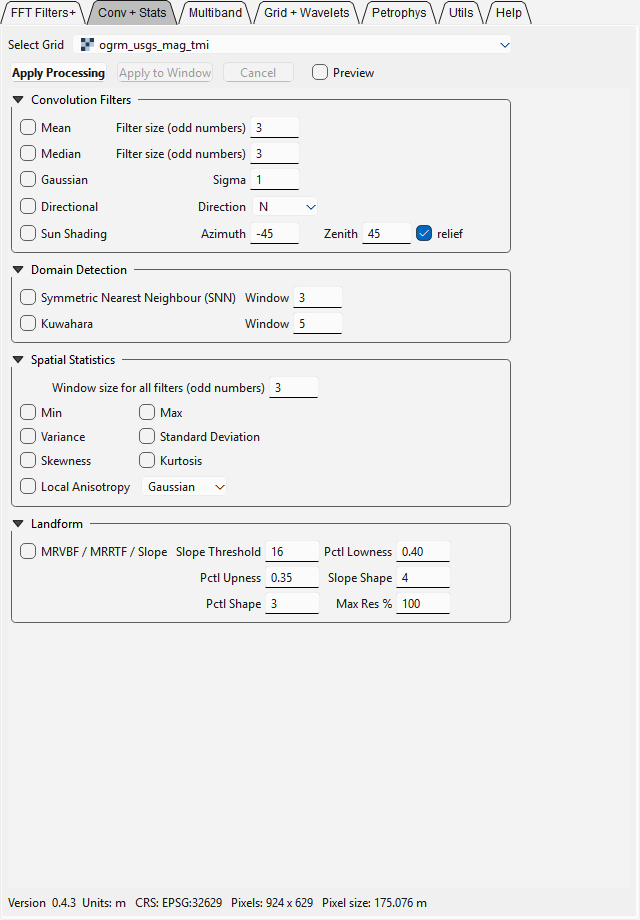 FFT Filters+ Conv + Stats Multiband Grid + Wavelets Petrophys Utils Help
Select Grid ogrm_usgs_mag_tmi
Apply Processing Apply to Window Cancel Preview
Convolution Filters
Mean Filter size (odd numbers) 3
Median Filter size (odd numbers) 3
Gaussian Sigma 1
Directional Direction N
Sun Shading Azimuth -45 Zenith 45 relief
Domain Detection
Symmetric Nearest Neighbour (SNN) Window 3
Kuwahara Window 5
Spatial Statistics
Window size for all filters (odd numbers) 3
Min Max
Variance Standard Deviation
Skewness Kurtosis
Local Anisotropy Gaussian
Landform
MRVBF / MRRTF / Slope Slope Threshold 16 Pctl Lowness 0.40
Pctl Upness 0.35 Slope Shape 4
Pctl Shape 3 Max Res % 100
Version 0.4.3 Units: m CRS: EPSG:32629 Pixels: 924 x 629 Pixel size: 175.076 m